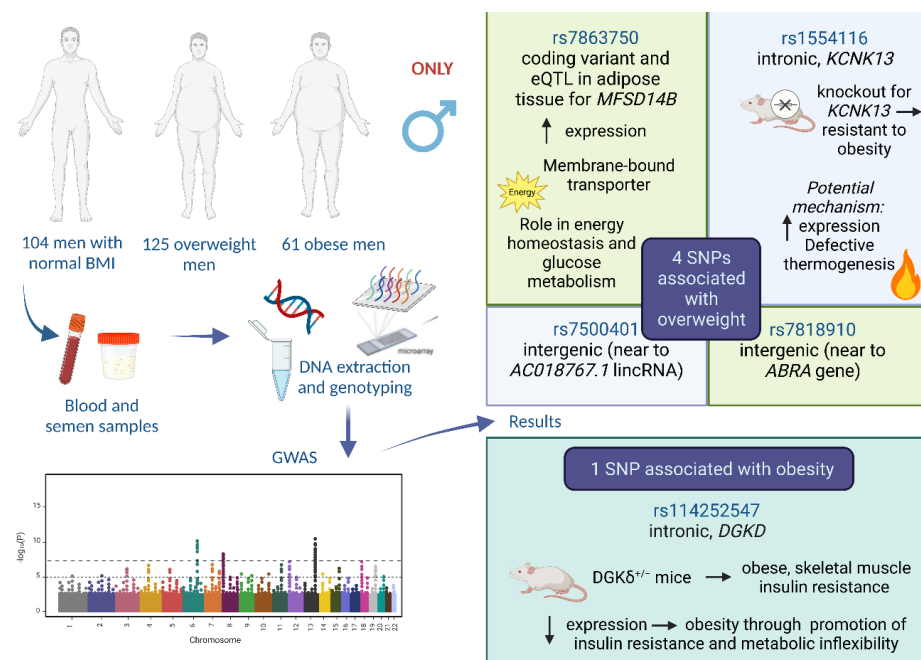 ONLY
104 men with
normal BMI
125 overweight
men
61 obese men
Blood and
semen samples
microarray
DNA extraction
and genotyping
GWAS
Results
-log₁₀(P)
15
10
5
0
1
2
3
4
5
6
7
8
9
10
11
12
13
14
15
16
17
18
19
20
21
22
Chromosome
rs7863750
coding variant and
eQTL in adipose
tissue for MFSD14B
↑ expression
Membrane-bound
transporter
Energy
Role in energy
homeostasis and
glucose
metabolism
rs1554116
intronic, KCNK13
knockout for
KCNK13 →
resistant to
obesity
Potential
mechanism:
↑ expression
Defective
thermogenesis
4 SNPs
associated
with
overweight
rs7500401
intergenic (near to
AC018767.1 lincRNA)
rs7818910
intergenic (near to
ABRA gene)
1 SNP associated with obesity
rs114252547
intronic, DGKD
DGKδ⁺/⁻ mice → obese, skeletal muscle
insulin resistance
↓ expression → obesity through promotion of
insulin resistance and metabolic inflexibility